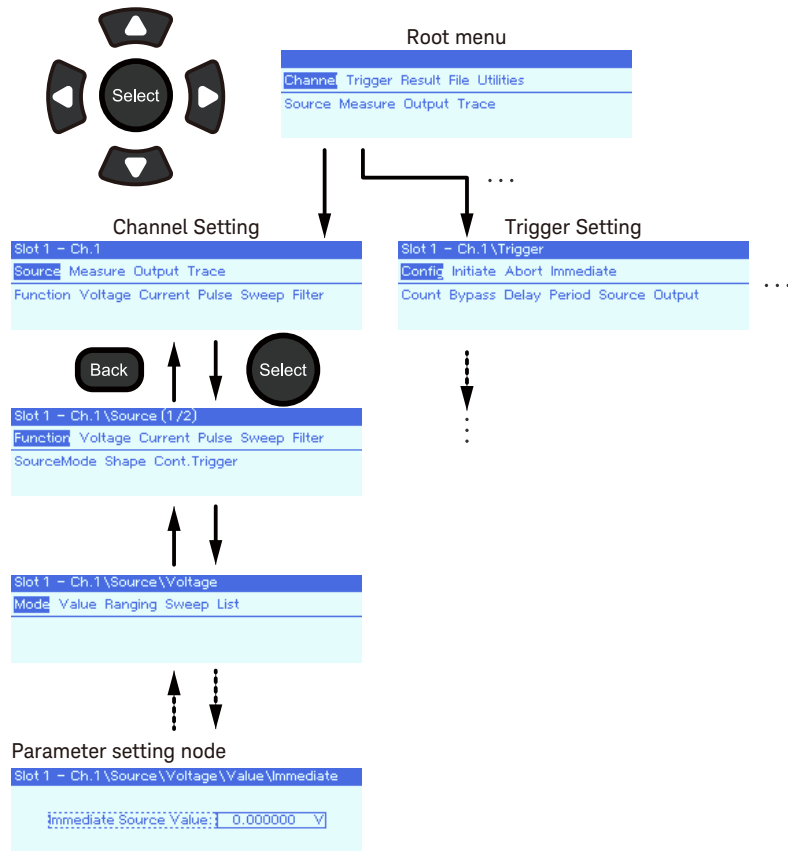 Root menu
Channel Trigger Result File Utilities
Source Measure Output Trace
Select
...
Channel Setting
Slot 1 - Ch.1
Source Measure Output Trace
Function Voltage Current Pulse Sweep Filter
Trigger Setting
Slot 1 - Ch.1\Trigger
Config Initiate Abort Immediate
Count Bypass Delay Period Source Output
...
Back
Select
Slot 1 - Ch.1\Source (1/2)
Function Voltage Current Pulse Sweep Filter
SourceMode Shape Cont.Trigger
Slot 1 - Ch.1\Source\Voltage
Mode Value Ranging Sweep List
Parameter setting node
Slot 1 - Ch.1\Source\Voltage\Value\Immediate
Immediate Source Value: 0.000000 V